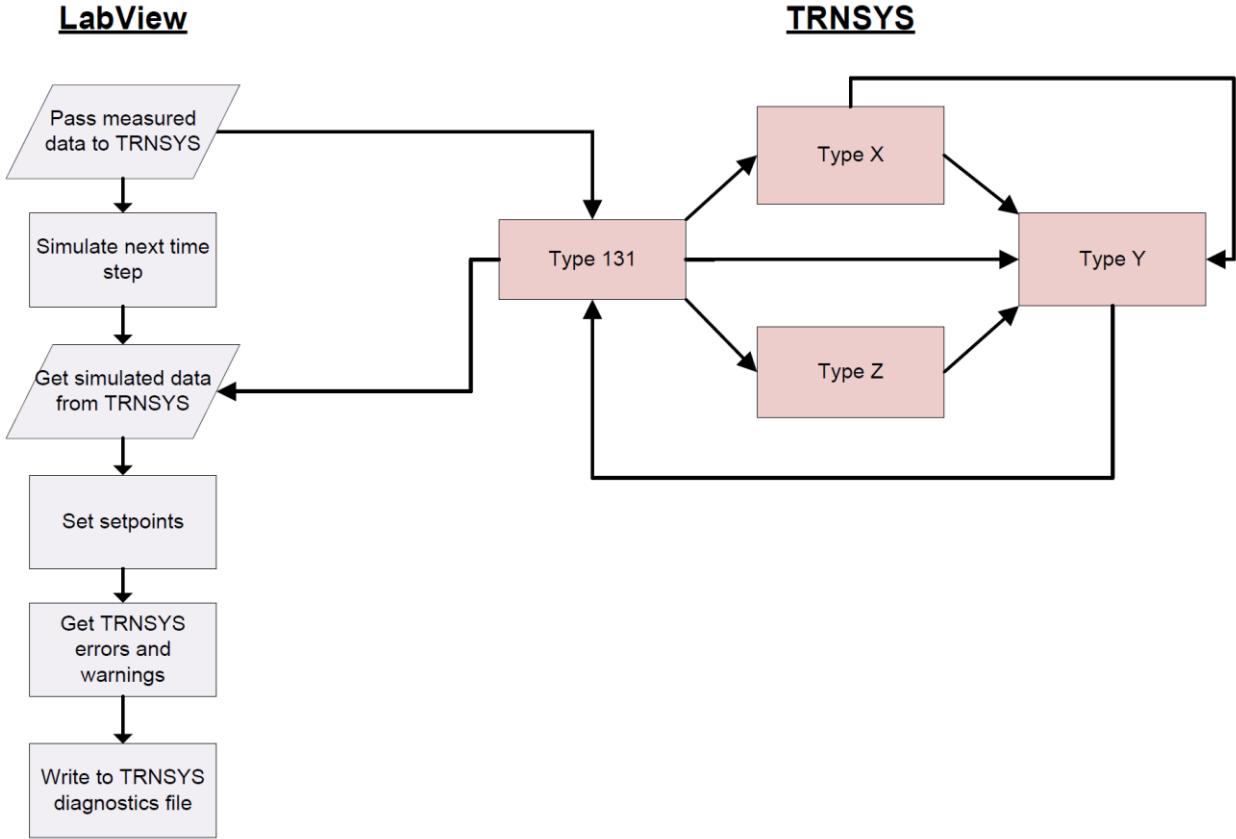 LabView
TRNSYS
Pass measured
data to TRNSYS
Simulate next time
step
Get simulated data
from TRNSYS
Set setpoints
Get TRNSYS
errors and
warnings
Write to TRNSYS
diagnostics file
Type 131
Type X
Type Y
Type Z